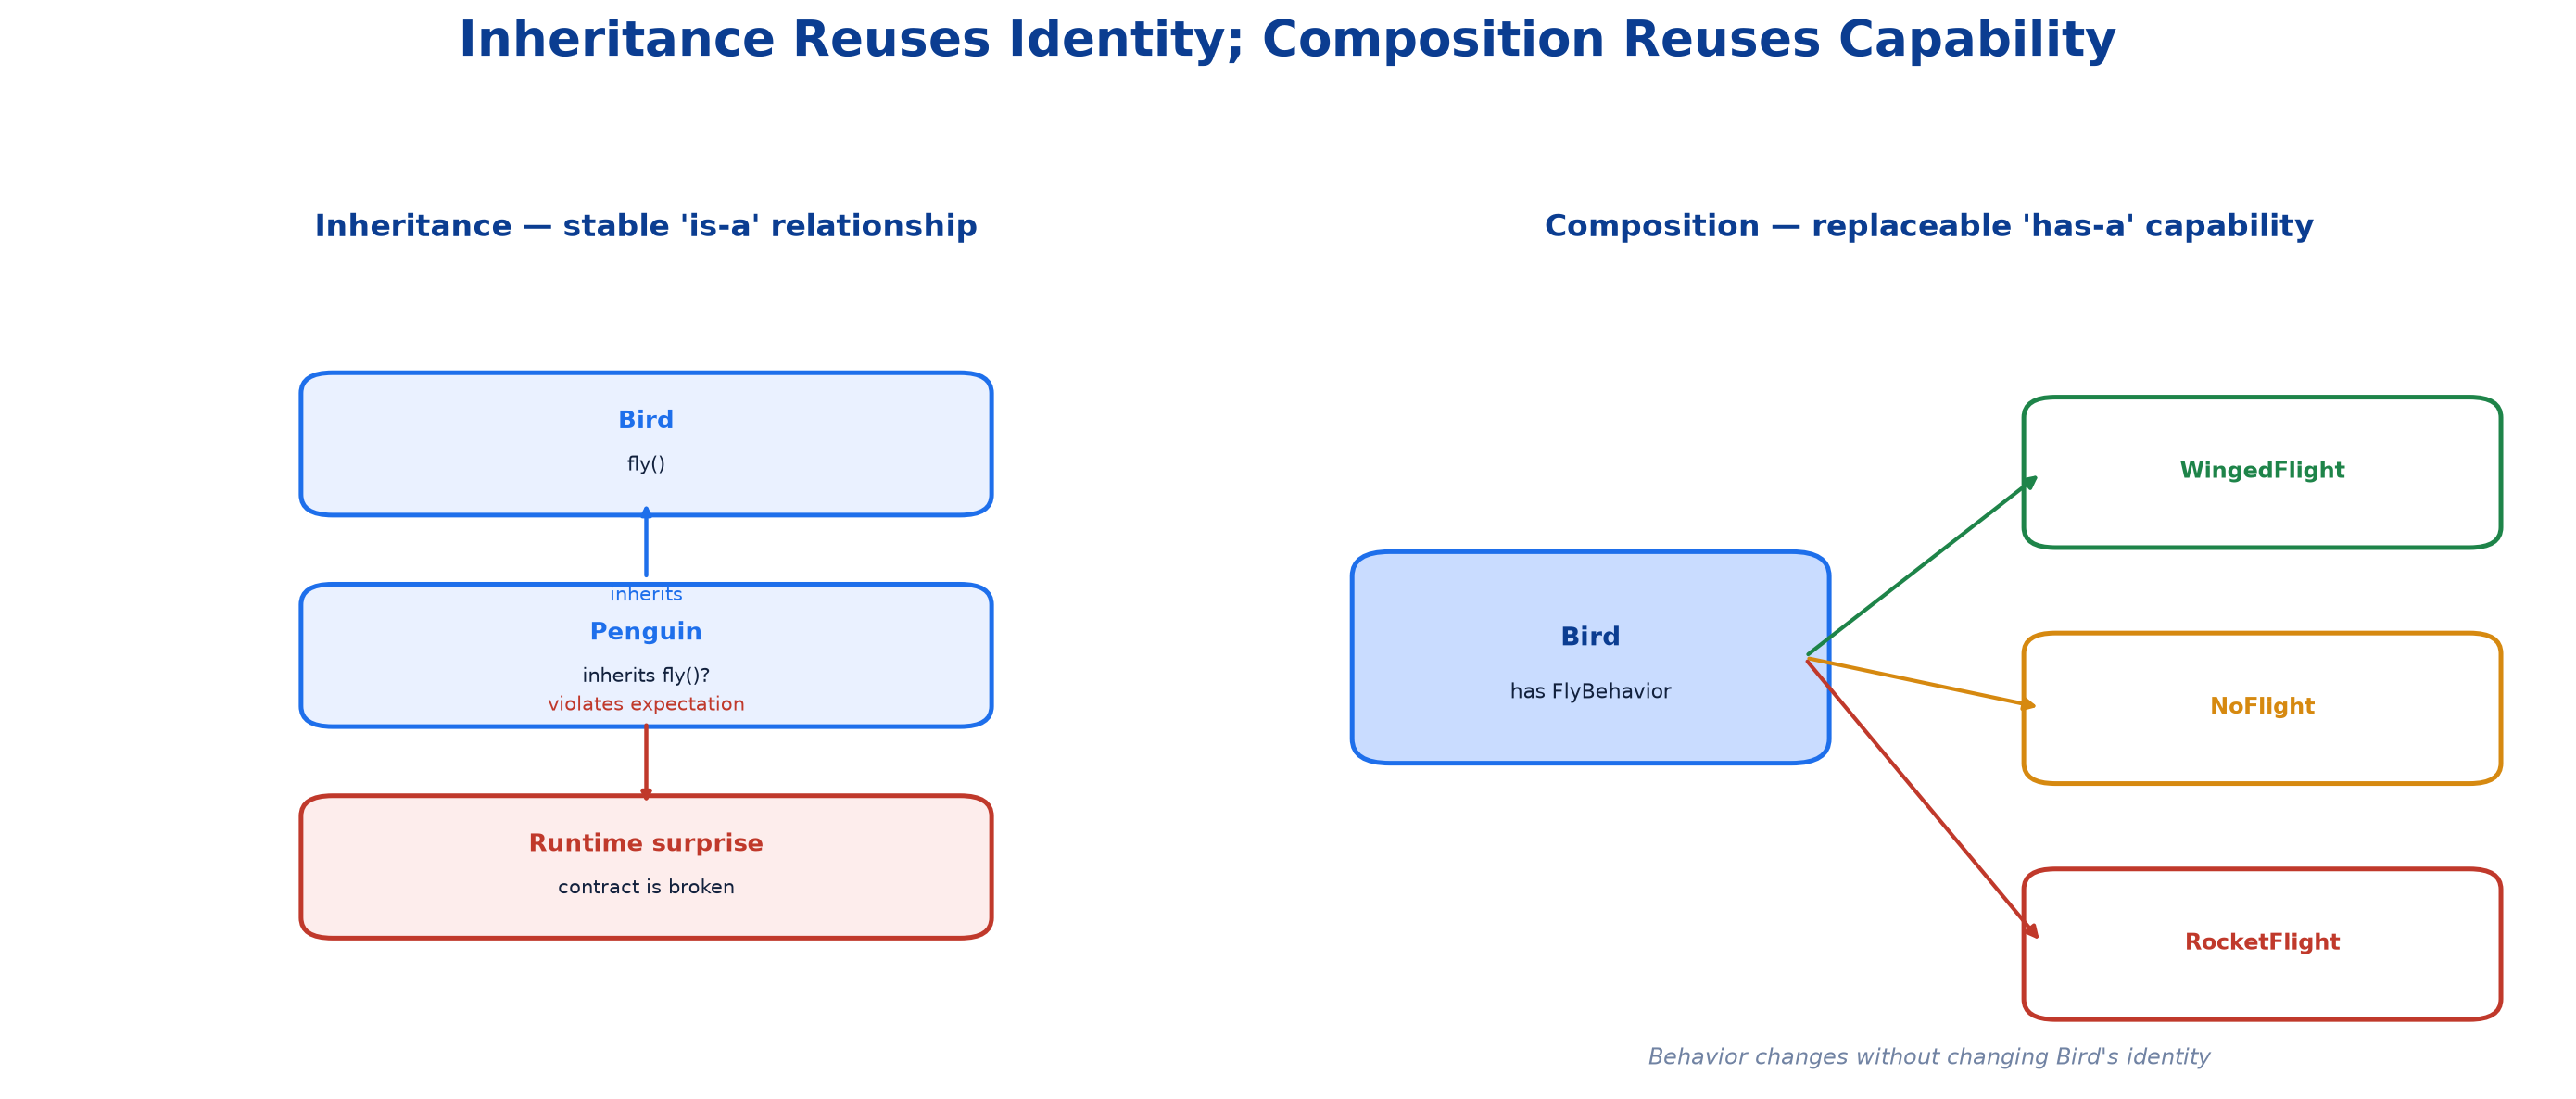 Inheritance Reuses Identity; Composition Reuses Capability
Inheritance — stable 'is-a' relationship
Bird
fly()
inherits
Penguin
inherits fly()?
violates expectation
Runtime surprise
contract is broken
Composition — replaceable 'has-a' capability
Bird
has FlyBehavior
WingedFlight
NoFlight
RocketFlight
Behavior changes without changing Bird's identity